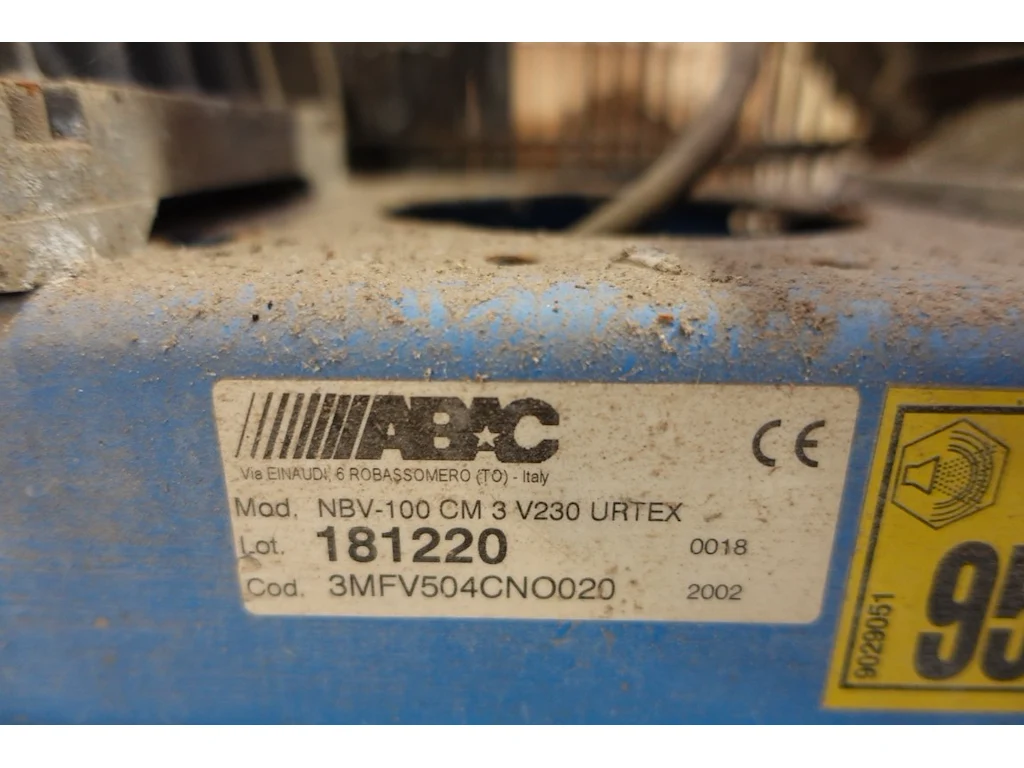 ABAC
Via EINAUDI, 6 ROBASSOMERO (TO) - Italy
CE
Mod. NBV-100 CM 3 V230 URTEX
Lot. 181220 0018
Cod. 3MFV504CNO020 2002
9029051
95